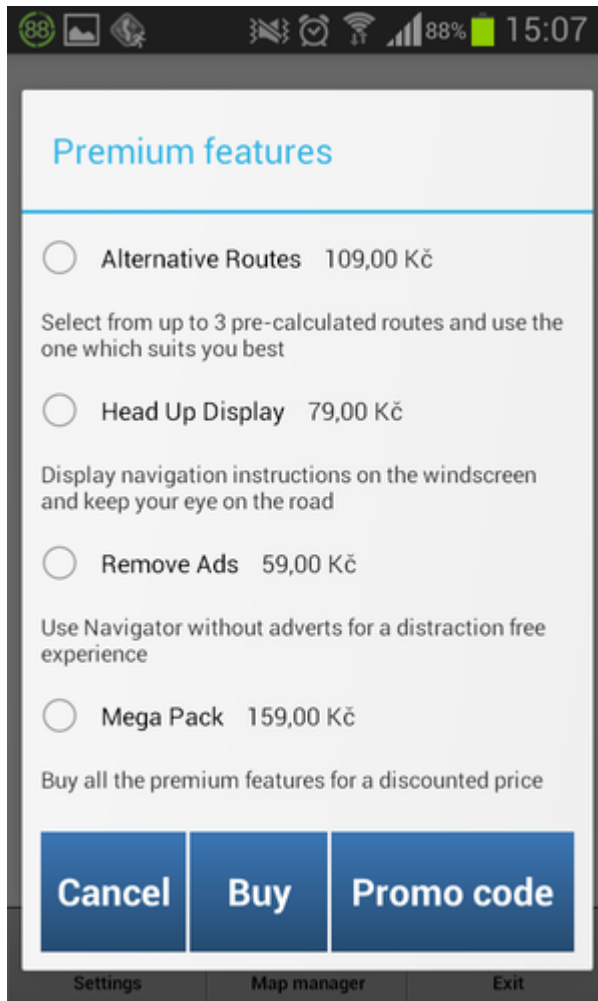 88
88%
15:07
Premium features
Alternative Routes 109,00 Kč
Select from up to 3 pre-calculated routes and use the
one which suits you best
Head Up Display 79,00 Kč
Display navigation instructions on the windscreen
and keep your eye on the road
Remove Ads 59,00 Kč
Use Navigator without adverts for a distraction free
experience
Mega Pack 159,00 Kč
Buy all the premium features for a discounted price
Cancel
Buy
Promo code
Settings
Map manager
Exit